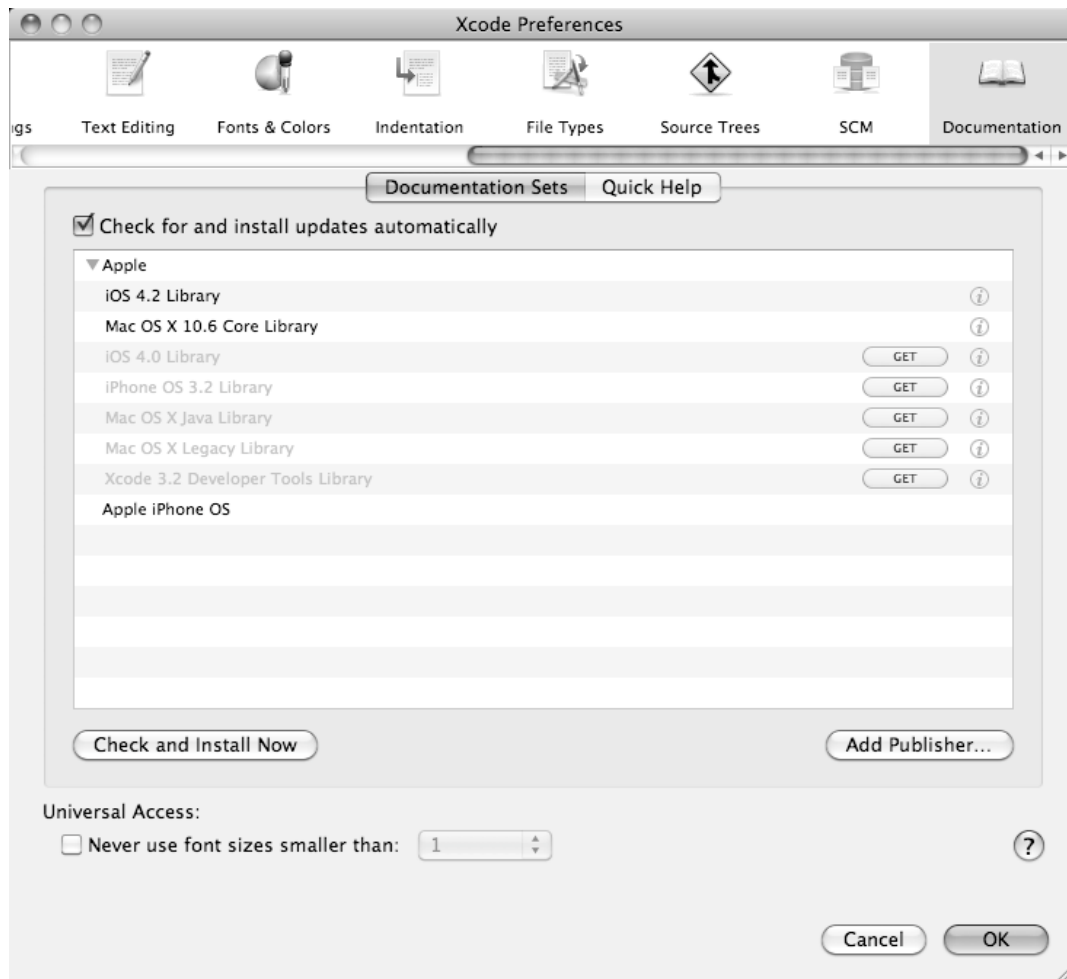 Xcode Preferences
gs Text Editing Fonts & Colors Indentation File Types Source Trees SCM Documentation
Documentation Sets Quick Help
Check for and install updates automatically
Apple
iOS 4.2 Library
Mac OS X 10.6 Core Library
iOS 4.0 Library GET
iPhone OS 3.2 Library GET
Mac OS X Java Library GET
Mac OS X Legacy Library GET
Xcode 3.2 Developer Tools Library GET
Apple iPhone OS
Check and Install Now Add Publisher...
Universal Access:
Never use font sizes smaller than: 1 ?
Cancel OK